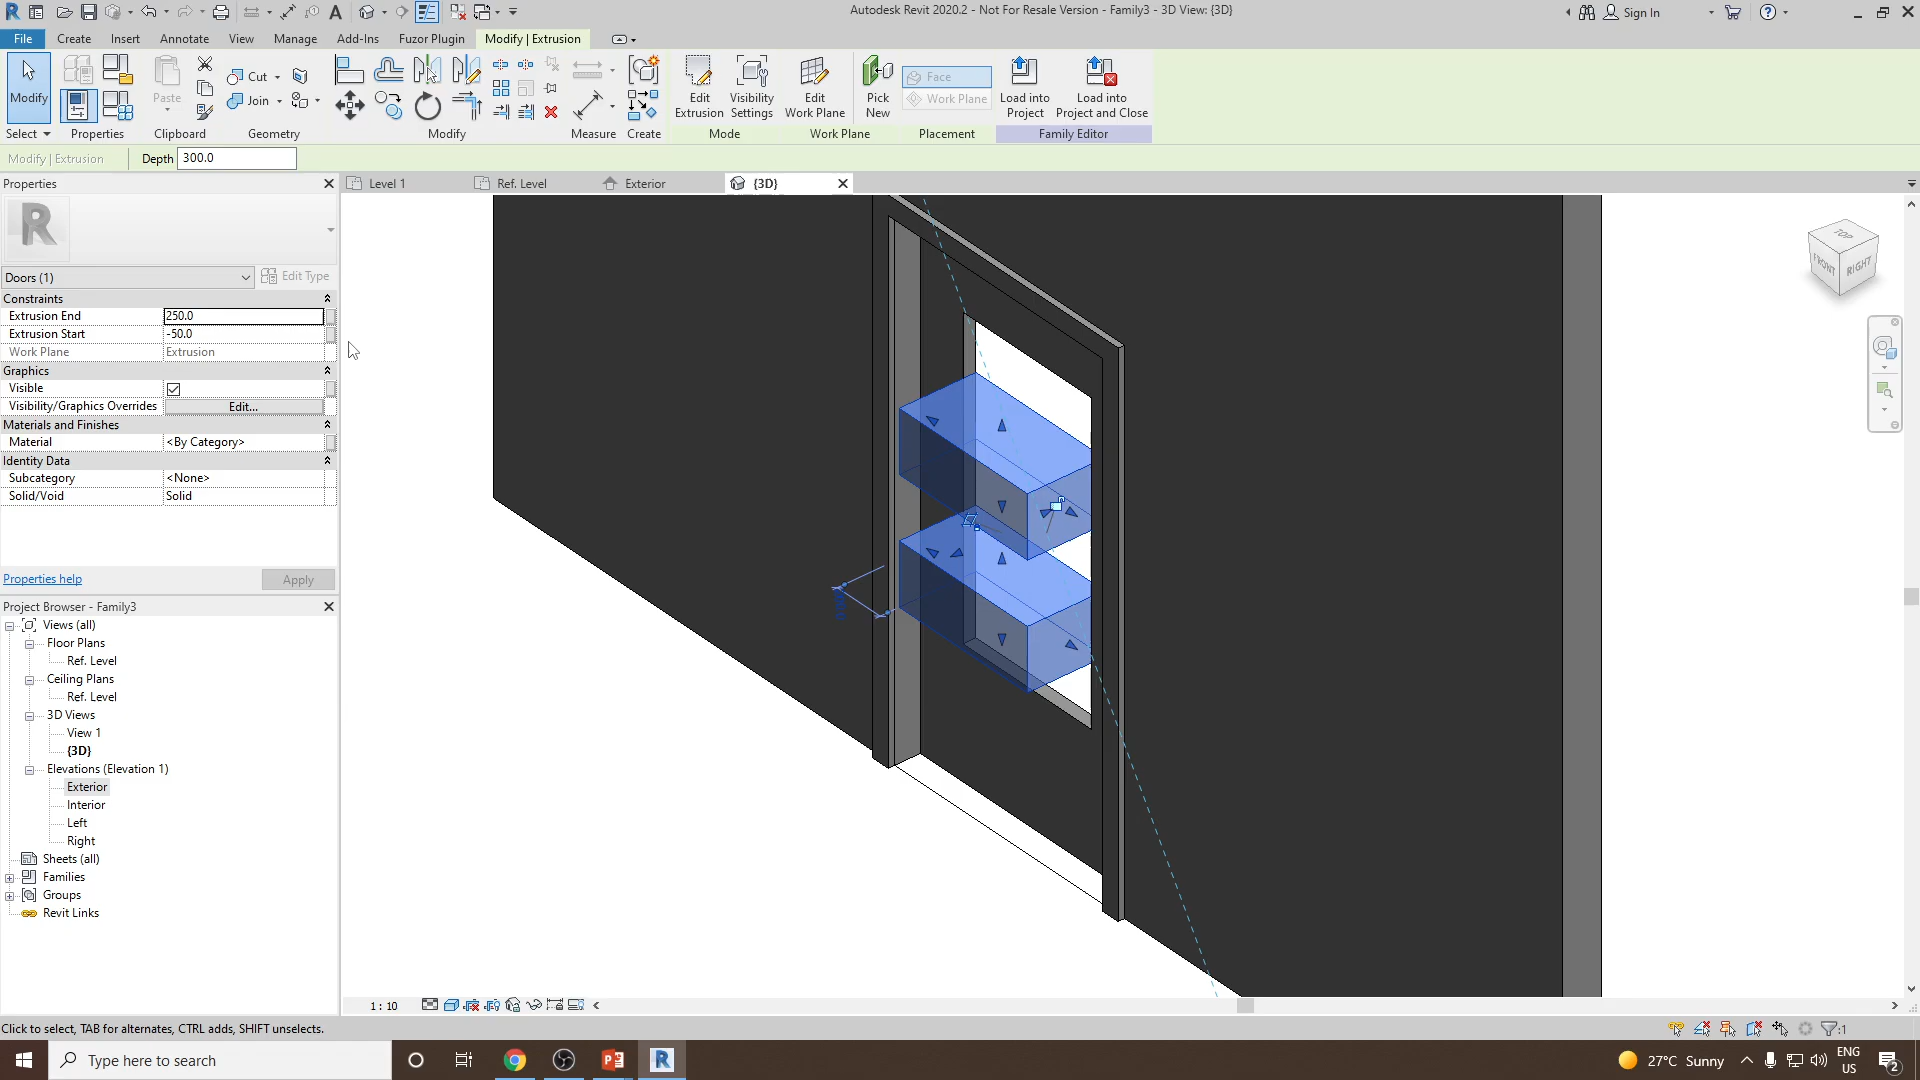 Autodesk Revit 2020.2 - Not For Resale Version - Family3 - 3D View: {3D}
Sign In
File Create Insert Annotate View Manage Add-Ins Fuzor Plugin Modify | Extrusion
Modify
Paste
Cut
Join
Edit Extrusion
Visibility Settings
Edit Work Plane
Pick New
Face
Work Plane
Load into Project
Load into Project and Close
Select Properties Clipboard Geometry Modify Measure Create Mode Work Plane Placement Family Editor
Modify | Extrusion Depth 300.0
Properties
Level 1 Ref. Level Exterior {3D}
Doors (1) Edit Type
Constraints
Extrusion End 250.0
Extrusion Start -50.0
Work Plane Extrusion
Graphics
Visible
Visibility/Graphics Overrides Edit...
Materials and Finishes
Material <By Category>
Identity Data
Subcategory <None>
Solid/Void Solid
Properties help Apply
Project Browser - Family3
Views (all)
Floor Plans
Ref. Level
Ceiling Plans
Ref. Level
3D Views
View 1
{3D}
Elevations (Elevation 1)
Exterior
Interior
Left
Right
Sheets (all)
Families
Groups
Revit Links
TOP
FRONT
RIGHT
1 : 10
Click to select, TAB for alternates, CTRL adds, SHIFT unselects.
:1
Type here to search
27°C Sunny
ENG
US
2